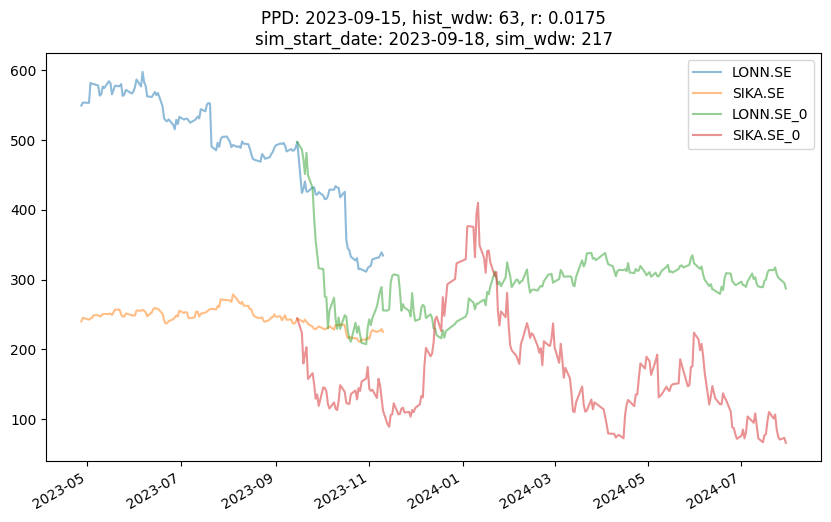 PPD: 2023-09-15, hist_wdw: 63, r: 0.0175
sim_start_date: 2023-09-18, sim_wdw: 217
LONN.SE
SIKA.SE
LONN.SE_0
SIKA.SE_0
600
500
400
300
200
100
2023-05
2023-07
2023-09
2023-11
2024-01
2024-03
2024-05
2024-07